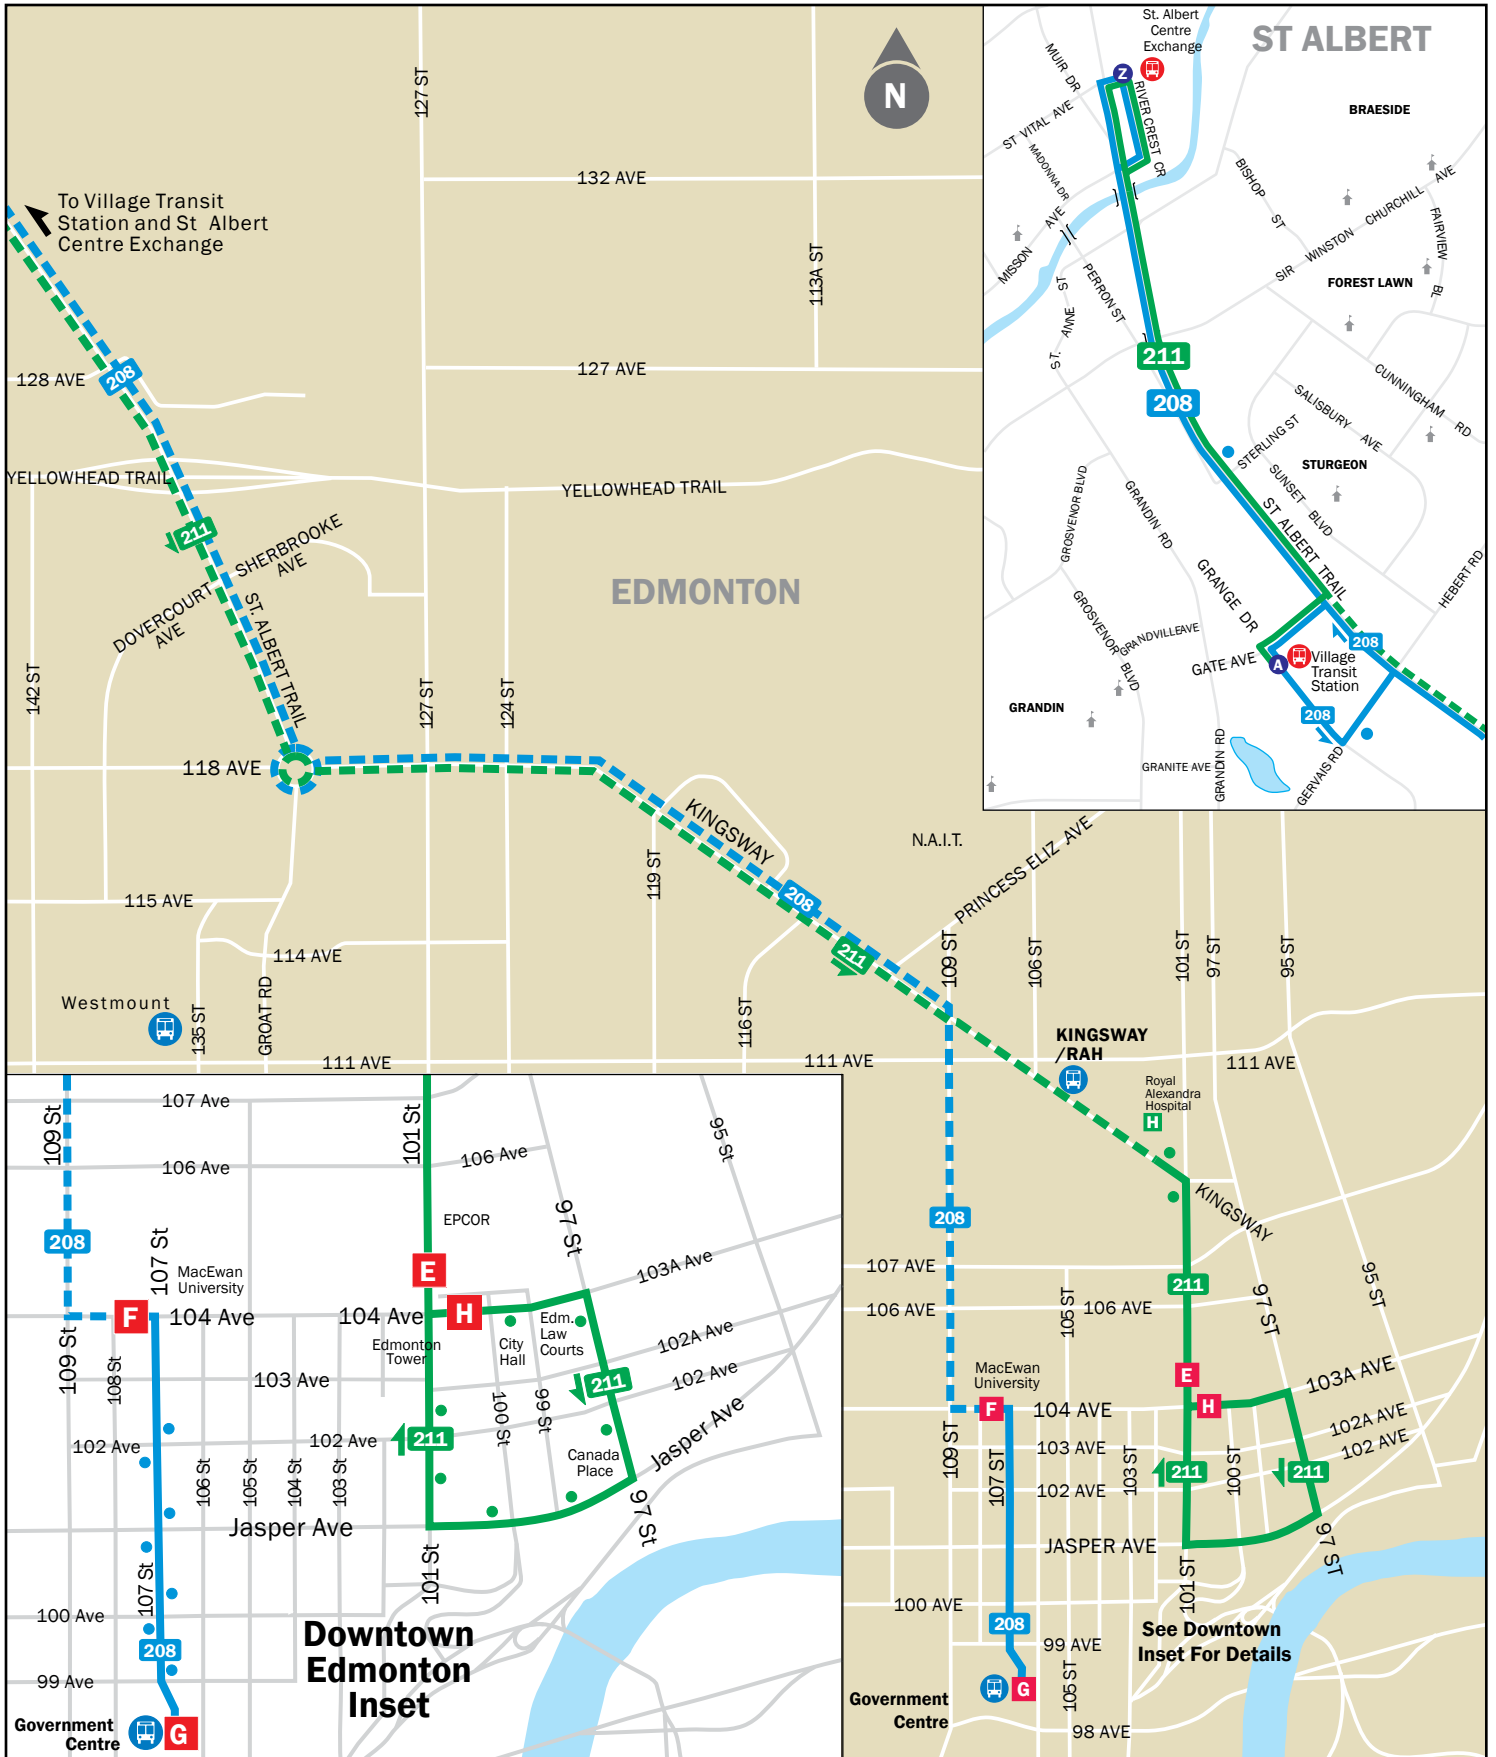 127 ST
N
132 AVE
113A ST
To Village Transit
Station and St Albert
Centre Exchange
208
128 AVE
127 AVE
YELLOWHEAD TRAIL
YELLOWHEAD TRAIL
211
SHERBROOKE
AVE
DOVERCOURT
AVE
ST. ALBERT TRAIL
EDMONTON
142 ST
127 ST
124 ST
118 AVE
KINGSWAY
119 ST
208
211
N.A.I.T.
PRINCESS ELIZ AVE
115 AVE
114 AVE
Westmount
135 ST
GROAT RD
116 ST
109 ST
106 ST
101 ST
97 ST
95 ST
111 AVE
111 AVE
111 AVE
KINGSWAY
/RAH
Royal
Alexandra
Hospital
H
KINGSWAY
208
107 AVE
211
106 AVE
106 AVE
105 ST
97 ST
95 ST
MacEwan
University
E
F
H
104 AVE
103A AVE
102A AVE
102 AVE
103 AVE
109 ST
107 ST
102 AVE
103 ST
211
100 ST
211
JASPER AVE
97 ST
101 ST
100 AVE
208
99 AVE
See Downtown
Inset For Details
G
105 ST
Government
Centre
98 AVE
ST ALBERT
St. Albert
Centre
Exchange
Z
MUIR DR
RIVER CREST CR
ST VITAL AVE
MADONNA DR
BRAESIDE
BISHOP ST
SIR WINSTON CHURCHILL AVE
FAIRVIEW BL
MISSON AVE
PERRON ST
ST. ANNE ST
FOREST LAWN
211
208
CUNNINGHAM RD
SALISBURY AVE
STERLING ST
STURGEON
SUNSET BLVD
GROSVENOR BLVD
GRANDIN RD
ST ALBERT TRAIL
GRANGE DR
HEBERT RD
GROSVENOR BLVD
GRANDVILLEAVE
GATE AVE
A
Village
Transit
Station
208
208
GRANDIN
GRANITE AVE
GRANDIN RD
GERVAIS RD
107 Ave
109 St
101 St
106 Ave
106 Ave
95 St
EPCOR
97 St
208
107 St
MacEwan
University
E
103A Ave
F
104 Ave
104 Ave
H
Edmonton
Tower
City
Hall
Edm.
Law
Courts
102A Ave
109 St
108 St
103 Ave
211
102 Ave
100 St
99 St
Jasper Ave
102 Ave
102 Ave
211
Canada
Place
106 St
105 St
104 St
103 St
Jasper Ave
97 St
107 St
101 St
100 Ave
208
99 Ave
Downtown
Edmonton
Inset
Government
Centre
G